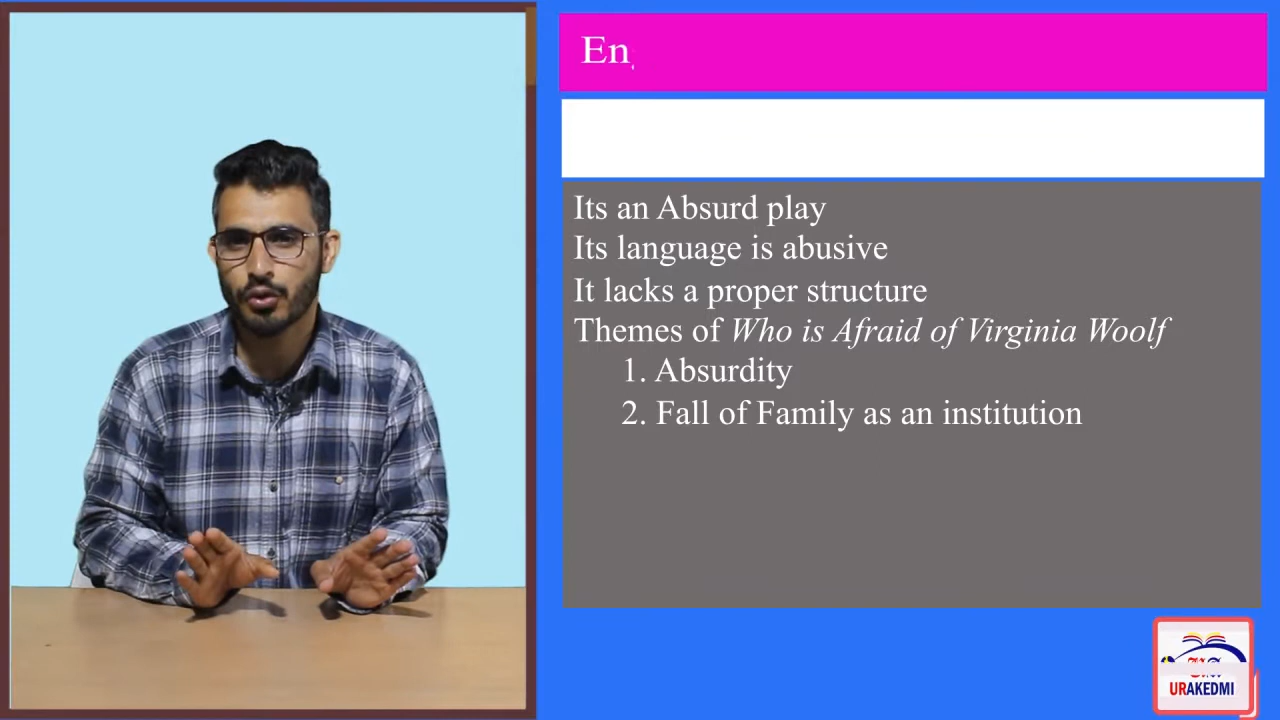 En
Its an Absurd play
Its language is abusive
It lacks a proper structure
Themes of Who is Afraid of Virginia Woolf
1. Absurdity
2. Fall of Family as an institution
URAKEDMI